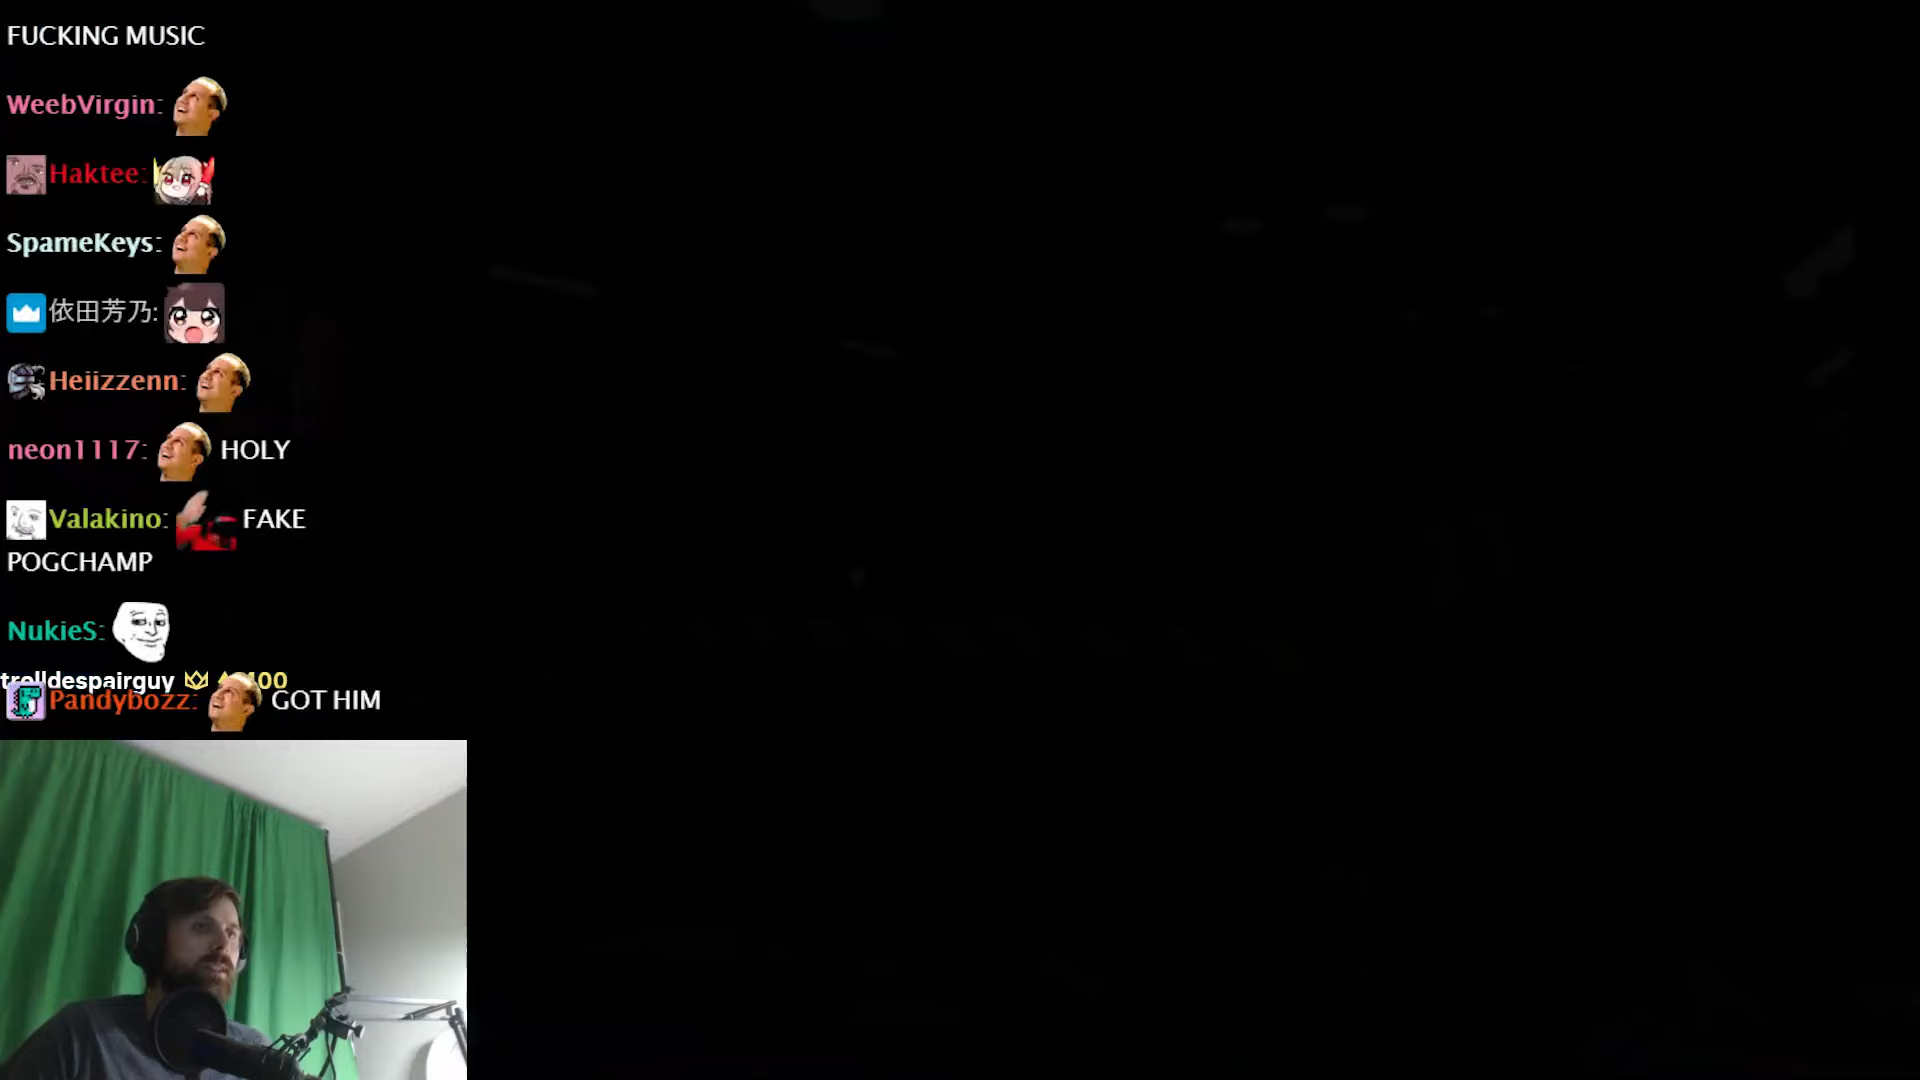 FUCKING MUSIC
WeebVirgin:
Haktee:
SpameKeys:
依田芳乃:
Heiizzenn:
neon1117: HOLY
Valakino: FAKE
POGCHAMP
NukieS:
trolldespairguy 400
Pandybozz: GOT HIM